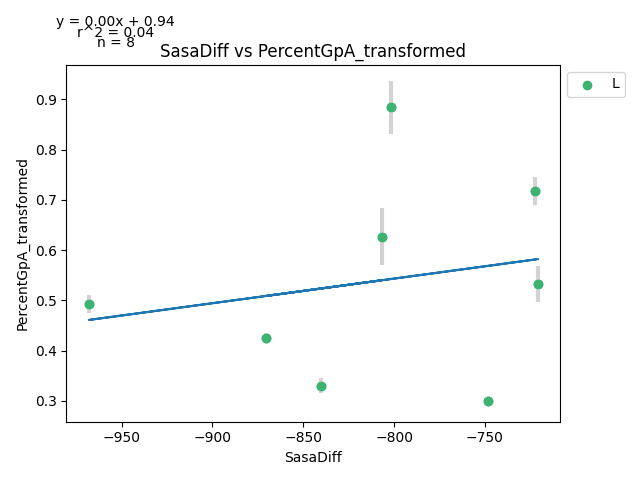 y = 0.00x + 0.94
r^2 = 0.04
n = 8
SasaDiff vs PercentGpA_transformed
L
PercentGpA_transformed
0.9
0.8
0.7
0.6
0.5
0.4
0.3
−950
−900
−850
−800
−750
SasaDiff